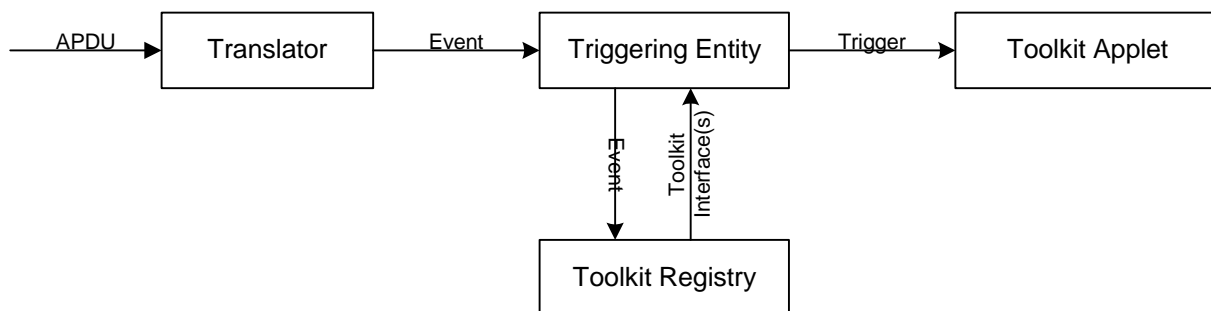 APDU
Translator
Event
Triggering Entity
Trigger
Toolkit Applet
Event
Toolkit
Interface(s)
Toolkit Registry